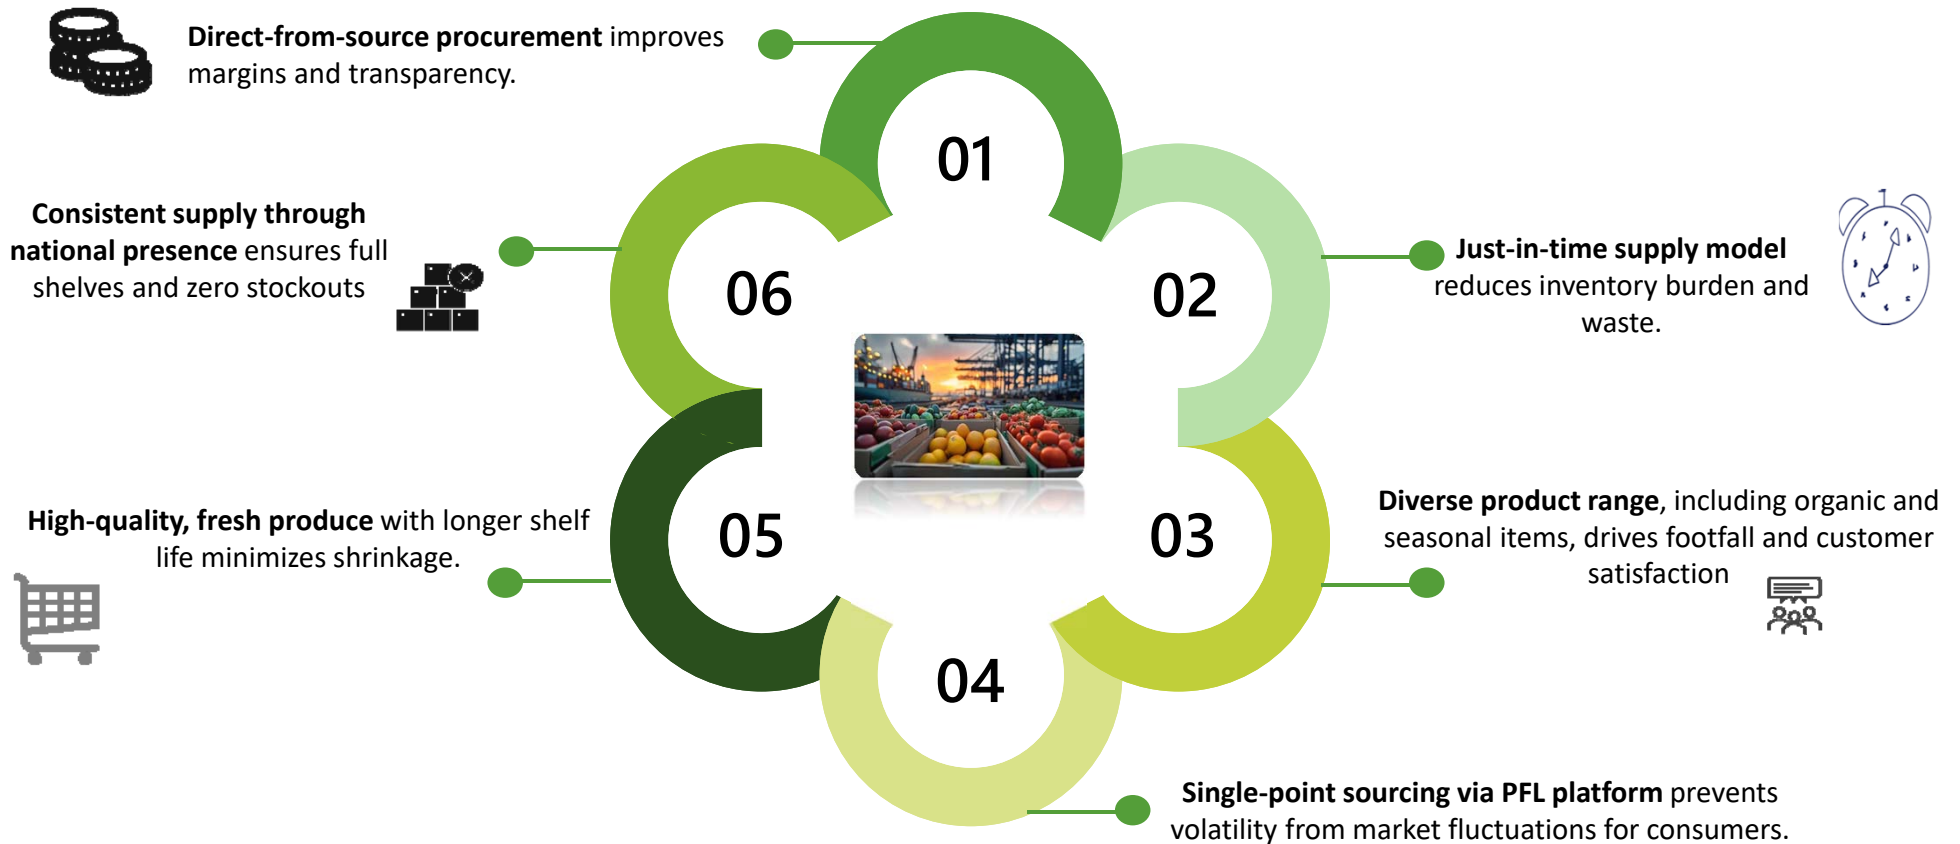 Direct-from-source procurement improves
margins and transparency.
01
Consistent supply through
national presence ensures full
shelves and zero stockouts
06
02
Just-in-time supply model
reduces inventory burden and
waste.
High-quality, fresh produce with longer shelf
life minimizes shrinkage.
05
03
Diverse product range, including organic and
seasonal items, drives footfall and customer
satisfaction
04
Single-point sourcing via PFL platform prevents
volatility from market fluctuations for consumers.